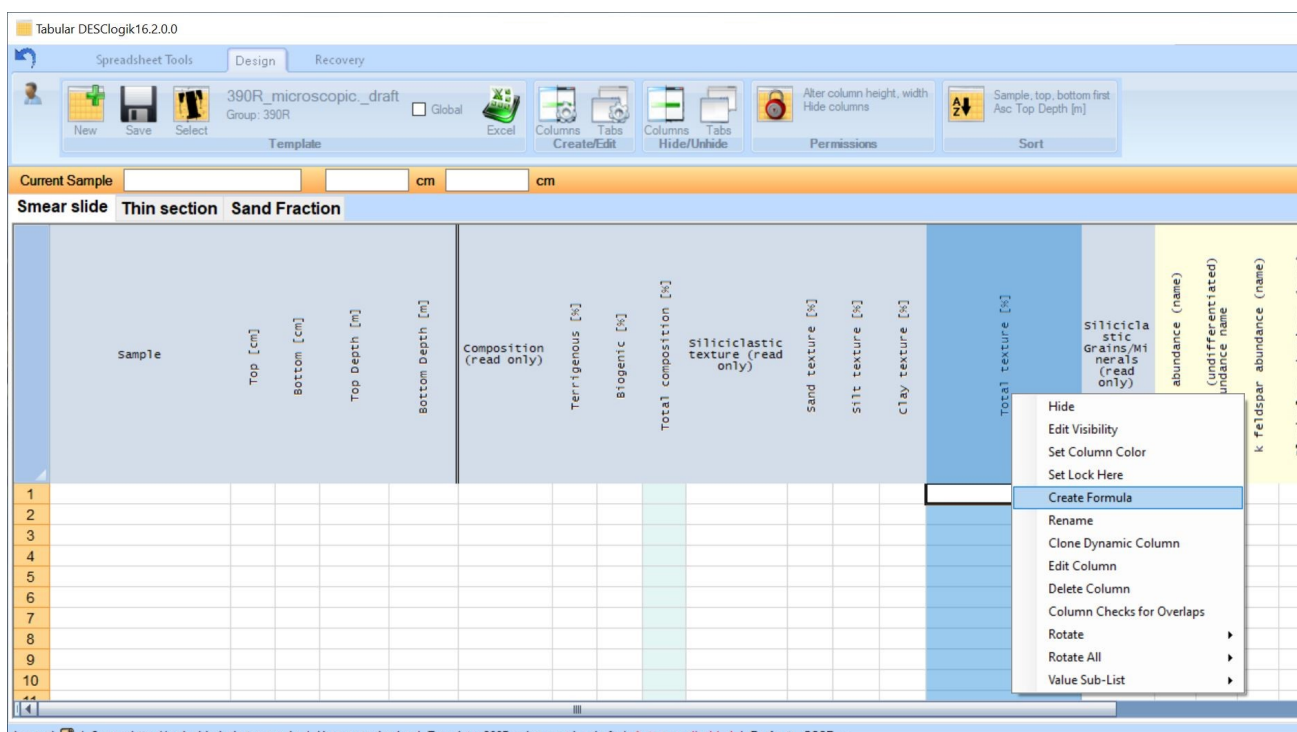 Tabular DESClogik16.2.0.0
Spreadsheet Tools
Design
Recovery
390R_microscopic._draft
Group: 390R
Global
New
Save
Select
Excel
Columns
Tabs
Columns
Tabs
Alter column height, width
Hide columns
Sample, top, bottom first
Asc Top Depth [m]
Template
Create/Edit
Hide/Unhide
Permissions
Sort
Current Sample
cm
cm
Smear slide
Thin section
Sand Fraction
Sample
Top [cm]
Bottom [cm]
Top Depth [m]
Bottom Depth [m]
Composition
(read only)
Terrigenous [%]
Biogenic [%]
Total composition [%]
Siliciclastic
texture (read
only)
Sand texture [%]
Silt texture [%]
Clay texture [%]
Total texture [%]
Silicicla
stic
Grains/Mi
nerals
(read
only)
abundance (name)
(undifferentiated)
name
k feldspar abundance (name)
Hide
Edit Visibility
Set Column Color
Set Lock Here
Create Formula
Rename
Clone Dynamic Column
Edit Column
Delete Column
Column Checks for Overlaps
Rotate
Rotate All
Value Sub-List
1
2
3
4
5
6
7
8
9
10